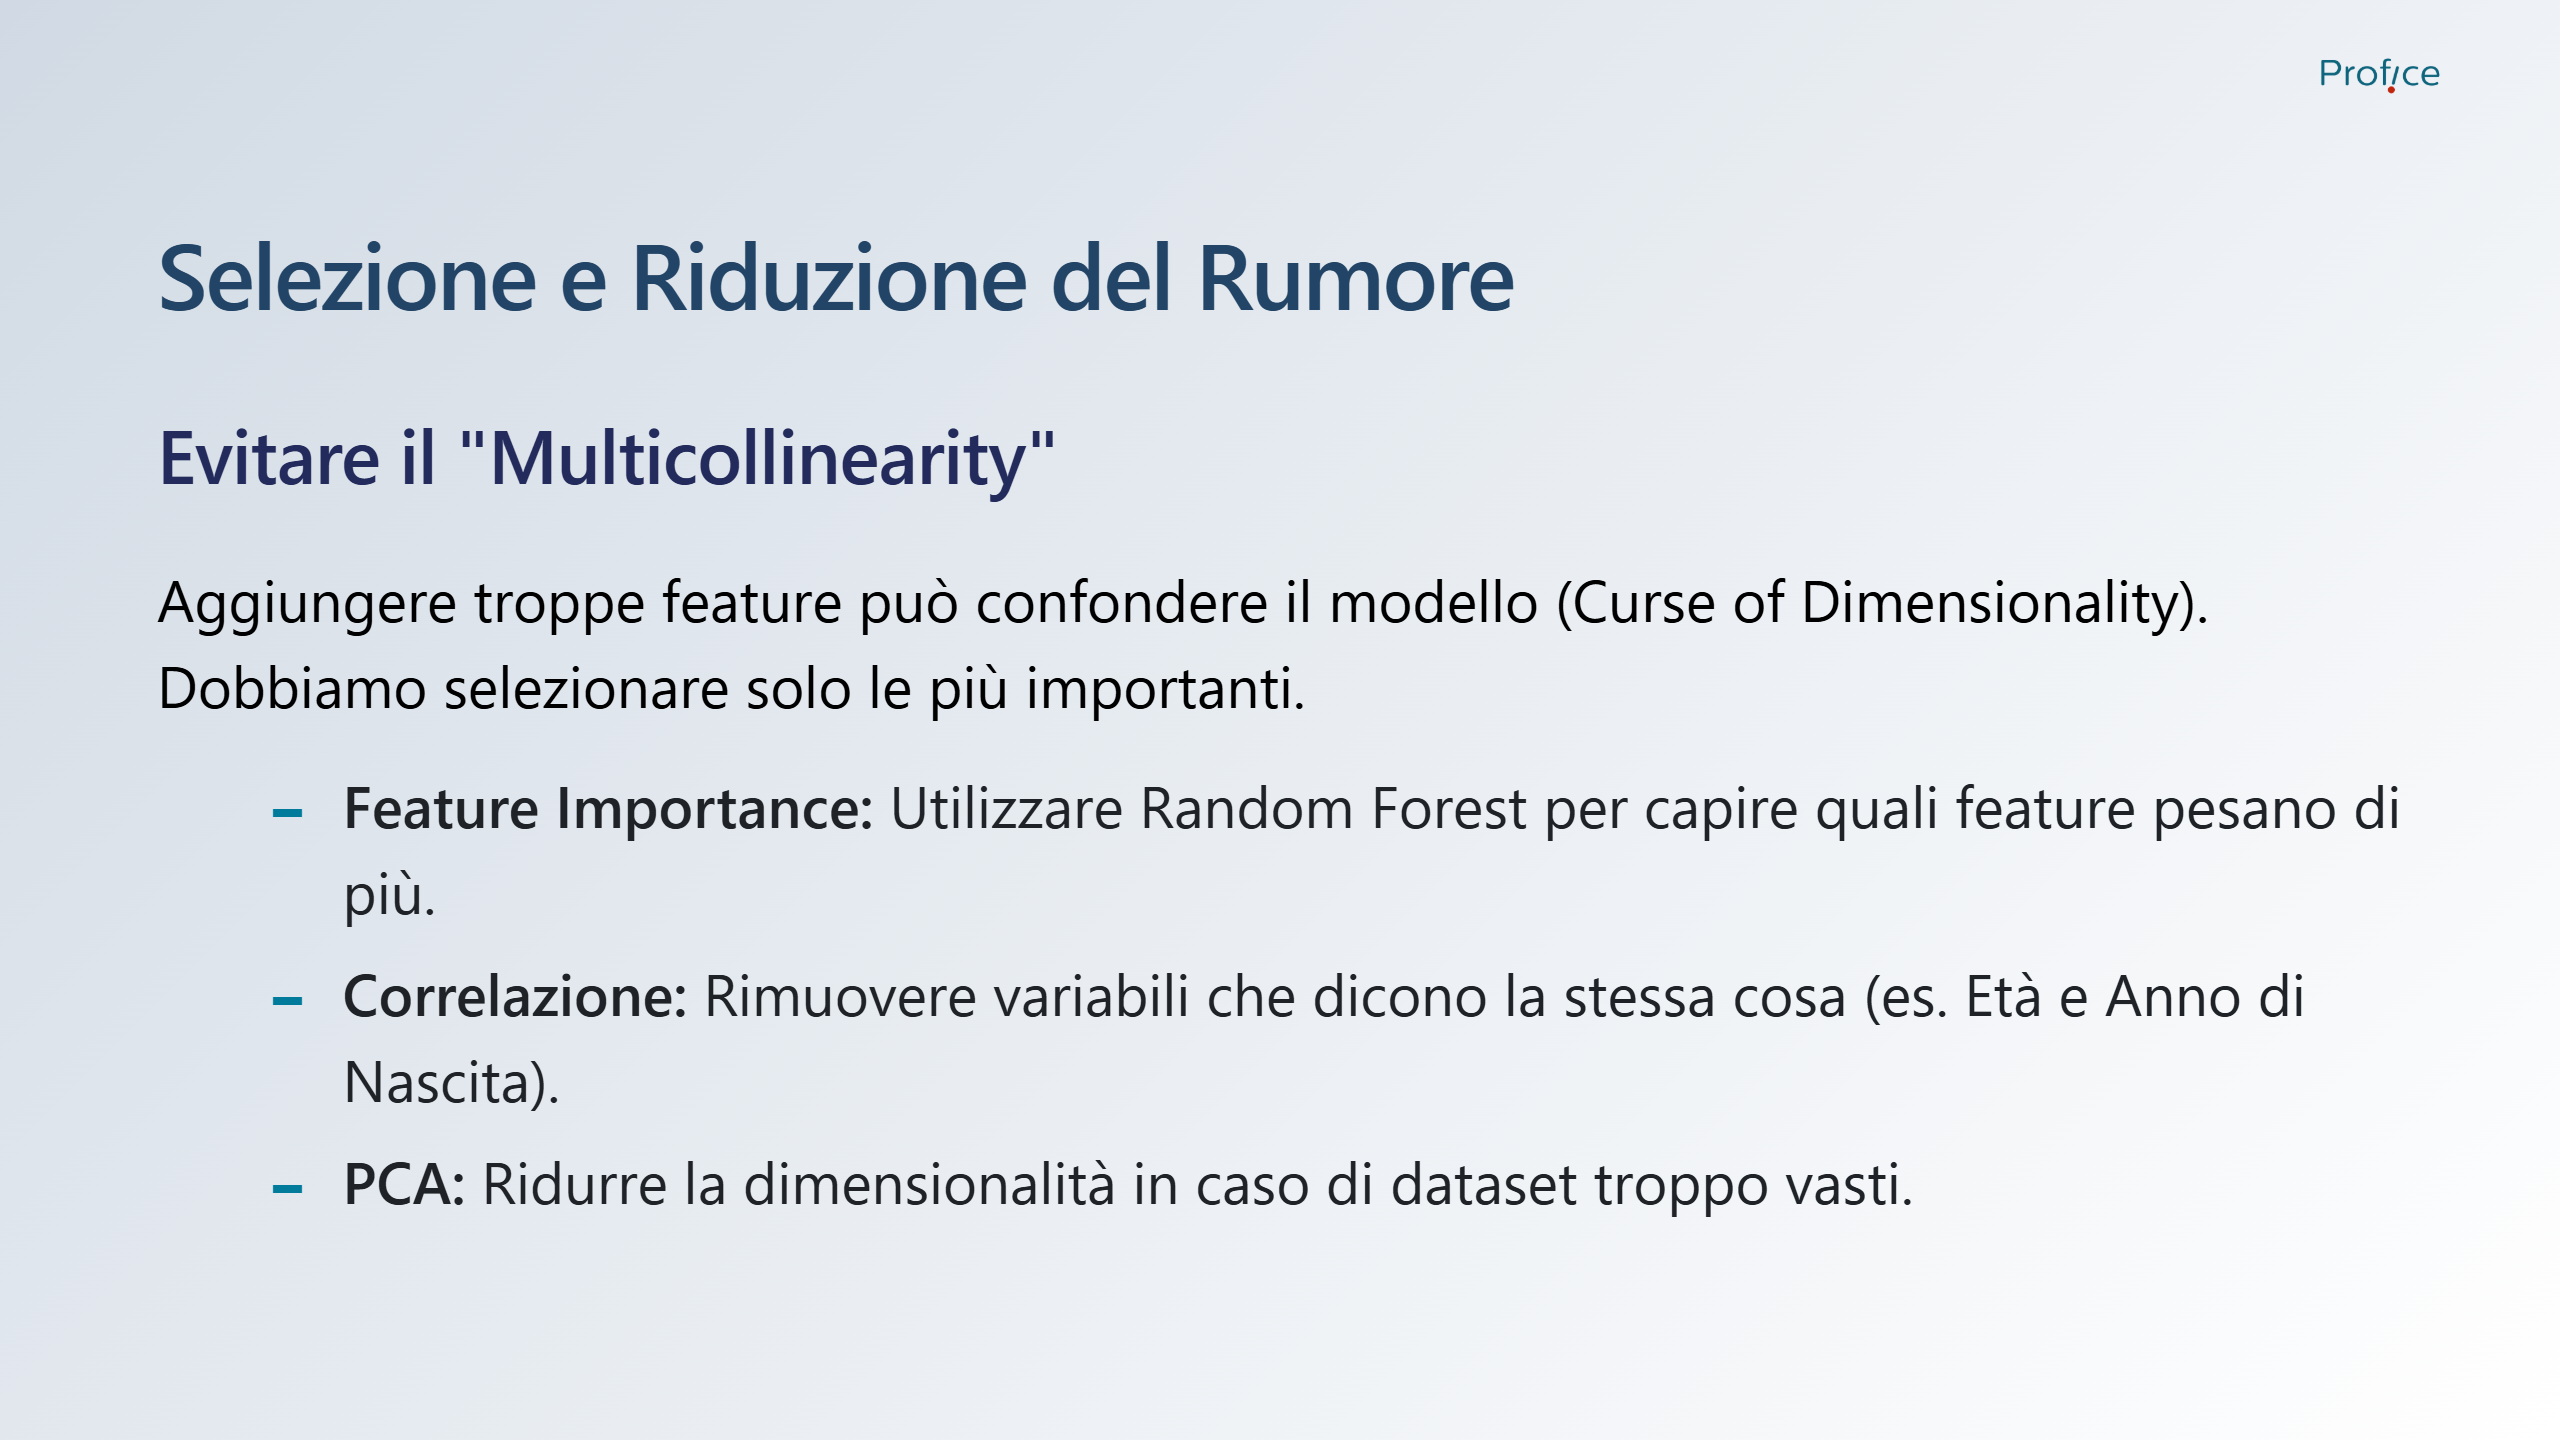 Profice
Selezione e Riduzione del Rumore
Evitare il "Multicollinearity"
Aggiungere troppe feature può confondere il modello (Curse of Dimensionality).
Dobbiamo selezionare solo le più importanti.
– Feature Importance: Utilizzare Random Forest per capire quali feature pesano di
più.
– Correlazione: Rimuovere variabili che dicono la stessa cosa (es. Età e Anno di
Nascita).
– PCA: Ridurre la dimensionalità in caso di dataset troppo vasti.